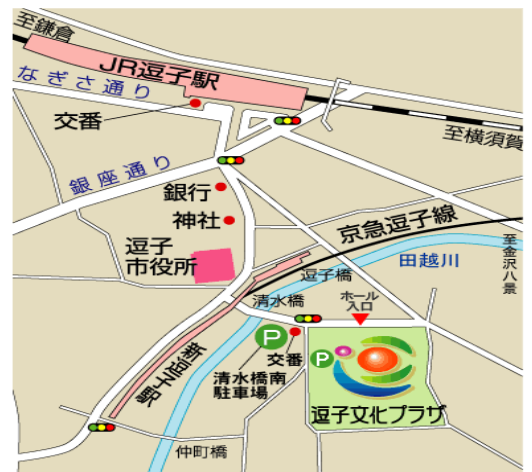 至鎌倉
JR逗子駅
なぎさ通り
交番
至横須賀
銀座通り
銀行
神社
逗子
市役所
京急逗子線
至金沢八景
田越川
逗子橋
清水橋
ホール
入口
新逗子駅
P
清水橋南
駐車場
交番
P
逗子文化プラザ
仲町橋